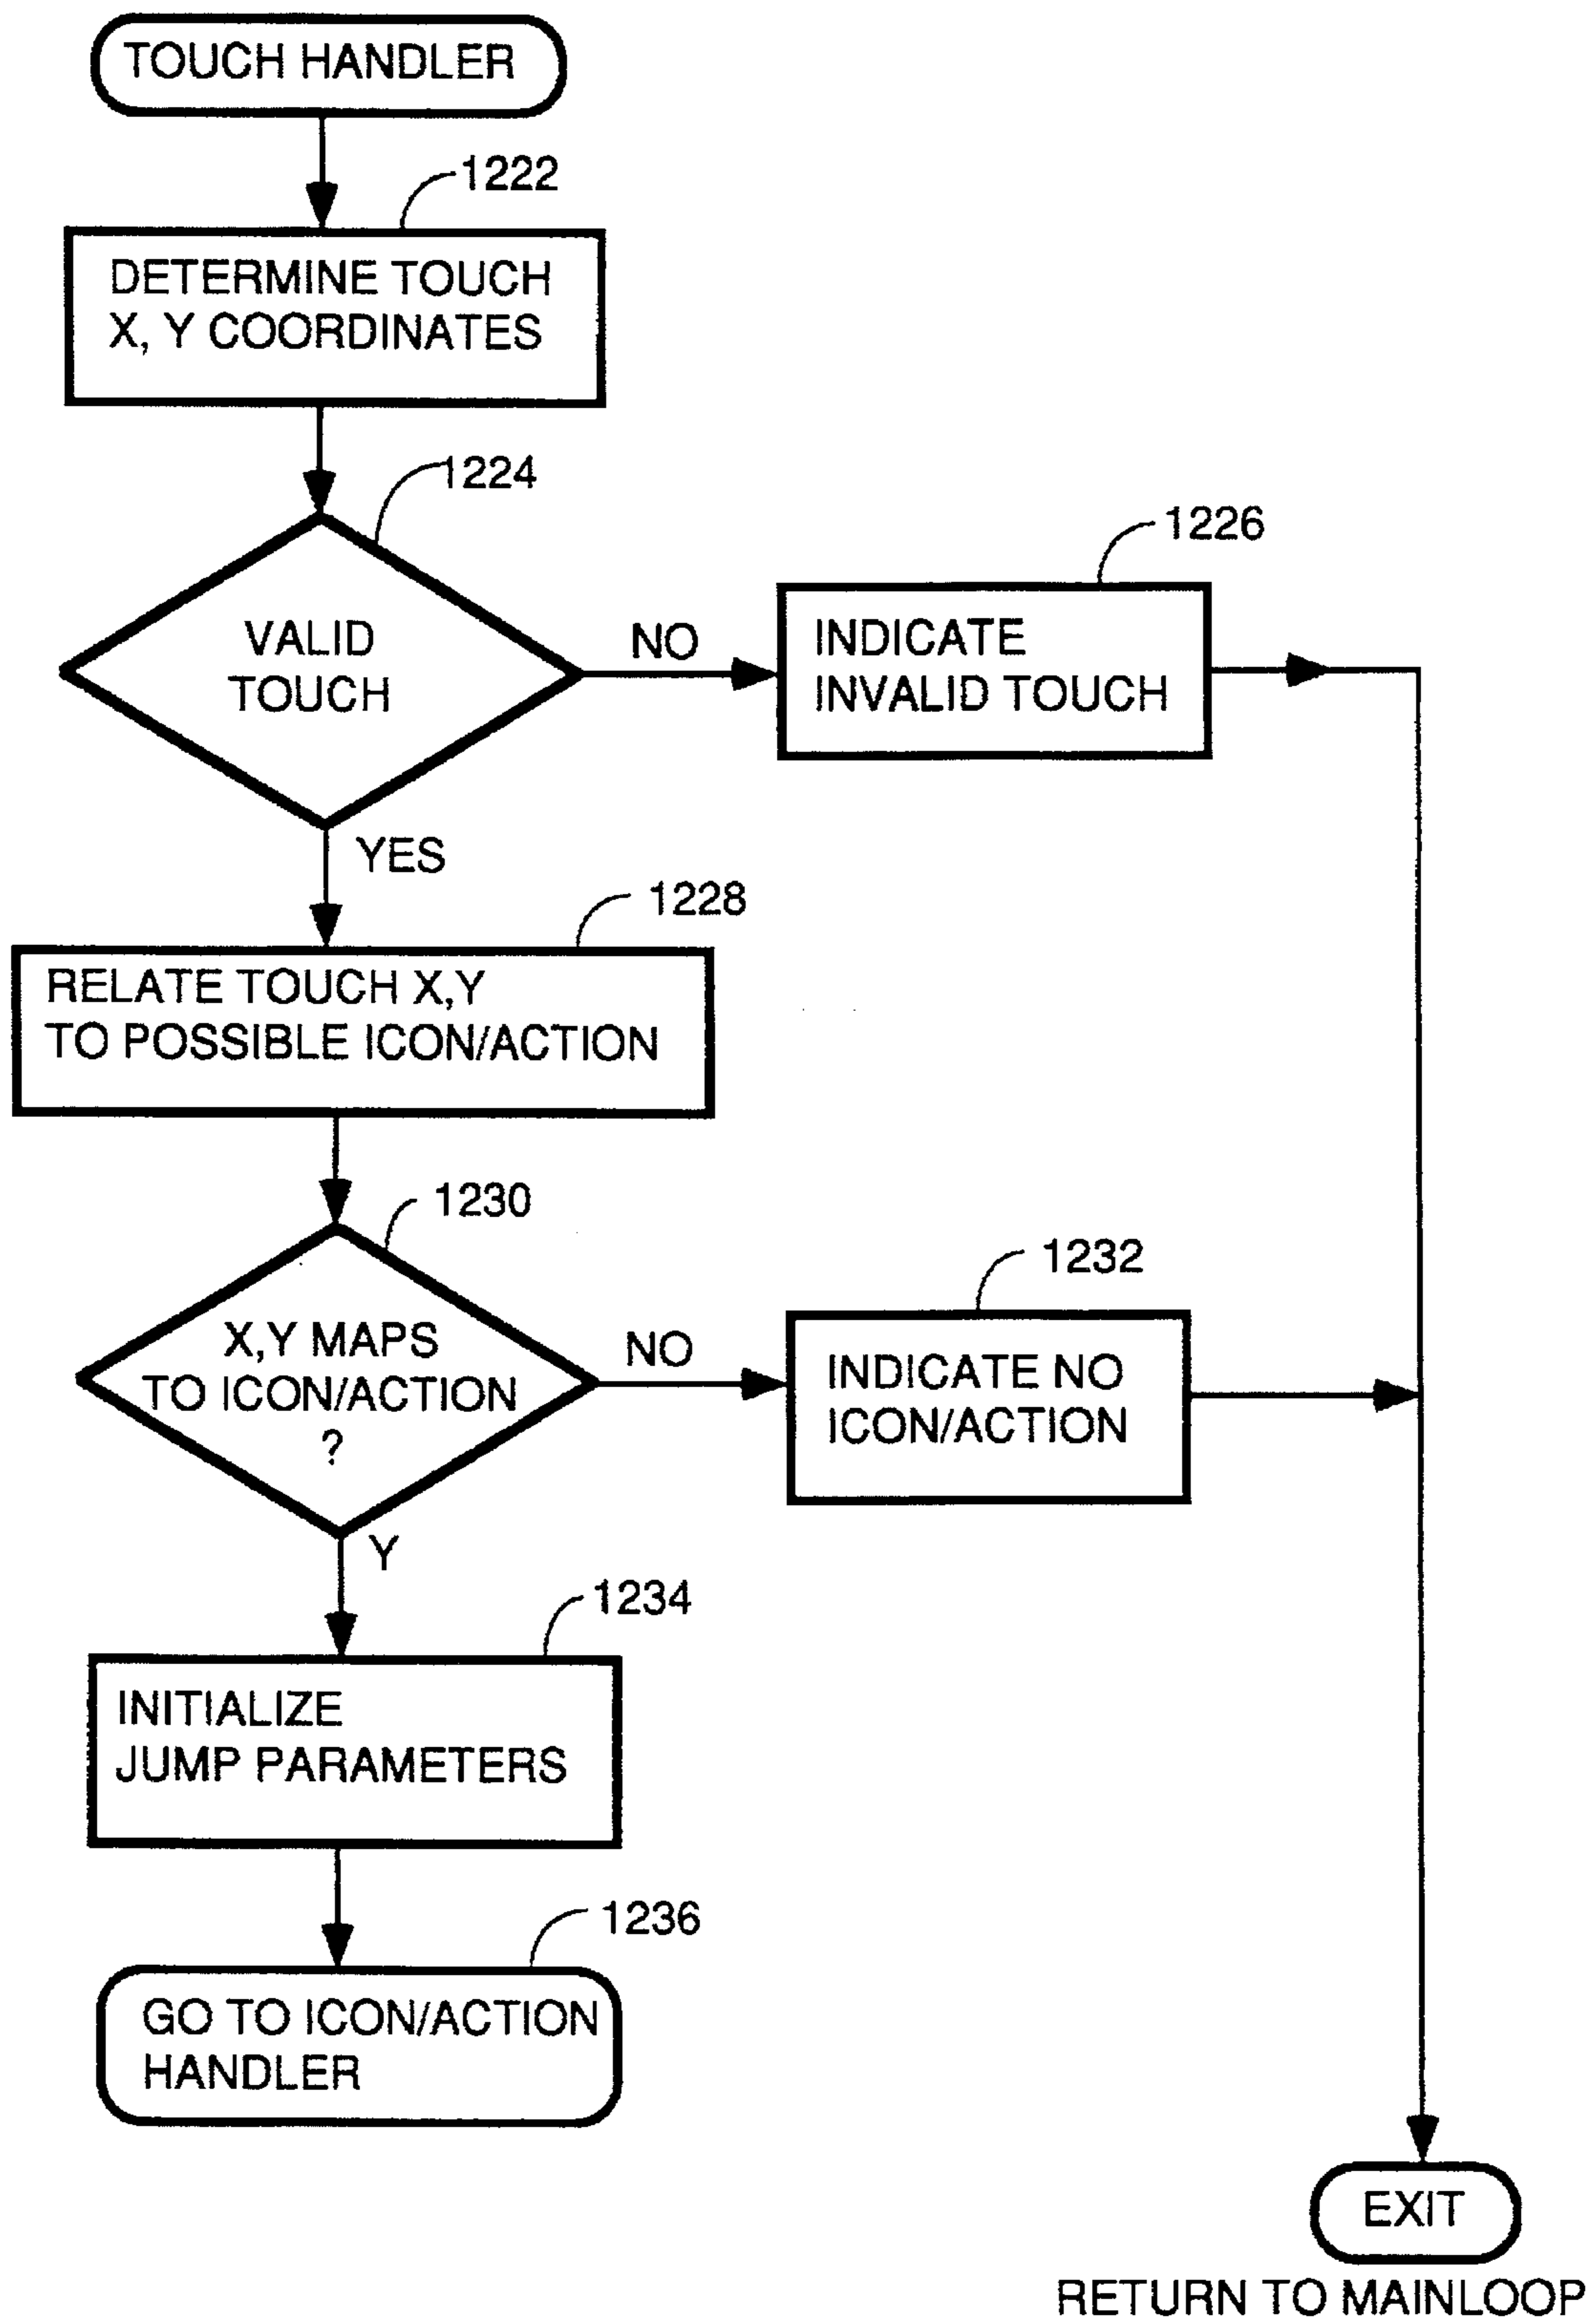 TOUCH HANDLER
1222
DETERMINE TOUCH
X, Y COORDINATES
1224
VALID
TOUCH
NO
1226
INDICATE
INVALID TOUCH
YES
1228
RELATE TOUCH X,Y
TO POSSIBLE ICON/ACTION
1230
X,Y MAPS
TO ICON/ACTION
?
NO
1232
INDICATE NO
ICON/ACTION
Y
1234
INITIALIZE
JUMP PARAMETERS
1236
GO TO ICON/ACTION
HANDLER
EXIT
RETURN TO MAINLOOP